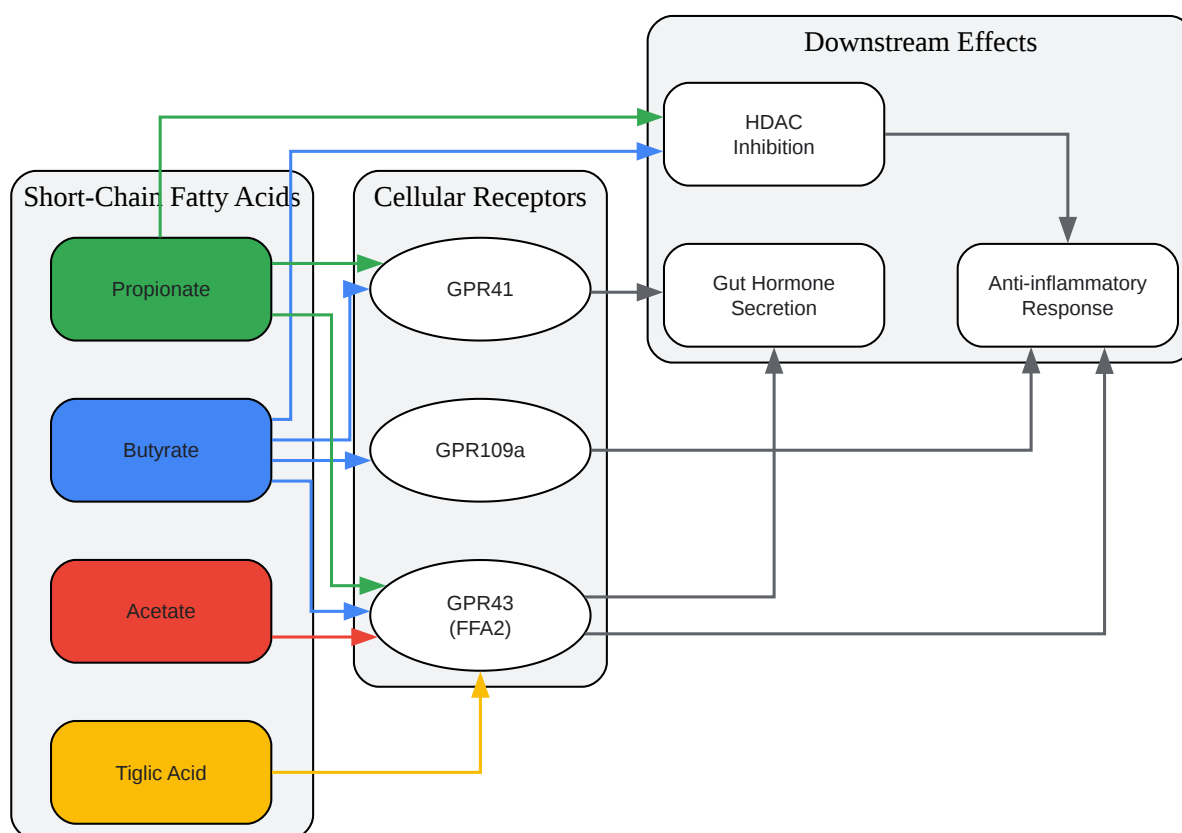 Downstream Effects
HDAC
Inhibition
Short-Chain Fatty Acids
Cellular Receptors
Propionate
GPR41
Gut Hormone
Secretion
Anti-inflammatory
Response
Butyrate
GPR109a
Acetate
GPR43
(FFA2)
Tiglic Acid